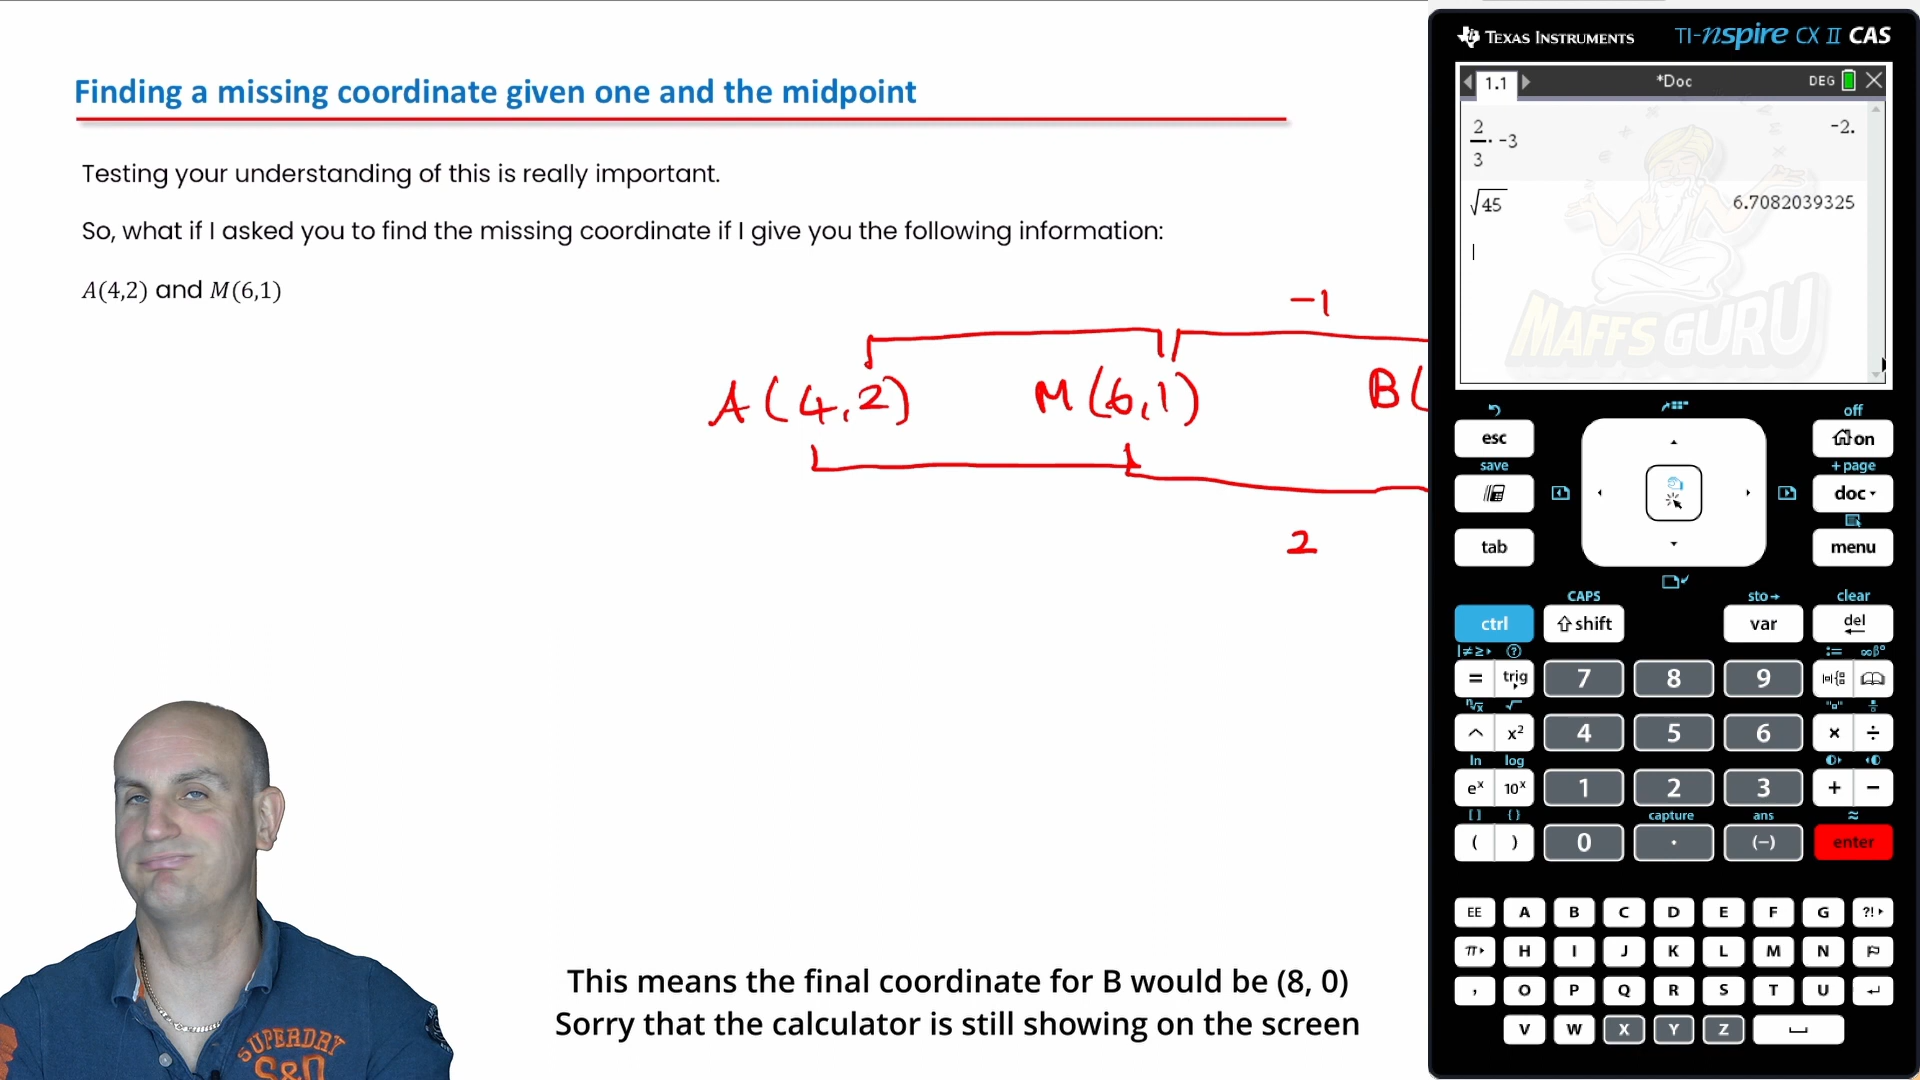 Finding a missing coordinate given one and the midpoint
Testing your understanding of this is really important.
So, what if I asked you to find the missing coordinate if I give you the following information:
A(4,2) and M(6,1)
-1
A(4,2) M(6,1) B(
2
This means the final coordinate for B would be (8, 0)
Sorry that the calculator is still showing on the screen
SUPERDRY
S&D
TEXAS INSTRUMENTS TI-nspire CX II CAS
1.1 *Doc DEG
2/3·-3 -2.
√45 6.7082039325
MAFFS GURU
off
esc on
save + page
doc
tab menu
CAPS sto→ clear
ctrl shift var del
|≠≥▸ ? := ∞β°
= trig 7 8 9
ⁿ√x √
^ x² 4 5 6 × ÷
ln log
eˣ 10ˣ 1 2 3 + −
[ ] { } capture ans ≈
( ) 0 . (−) enter
EE A B C D E F G ?!▸
π▸ H I J K L M N
, O P Q R S T U
V W X Y Z